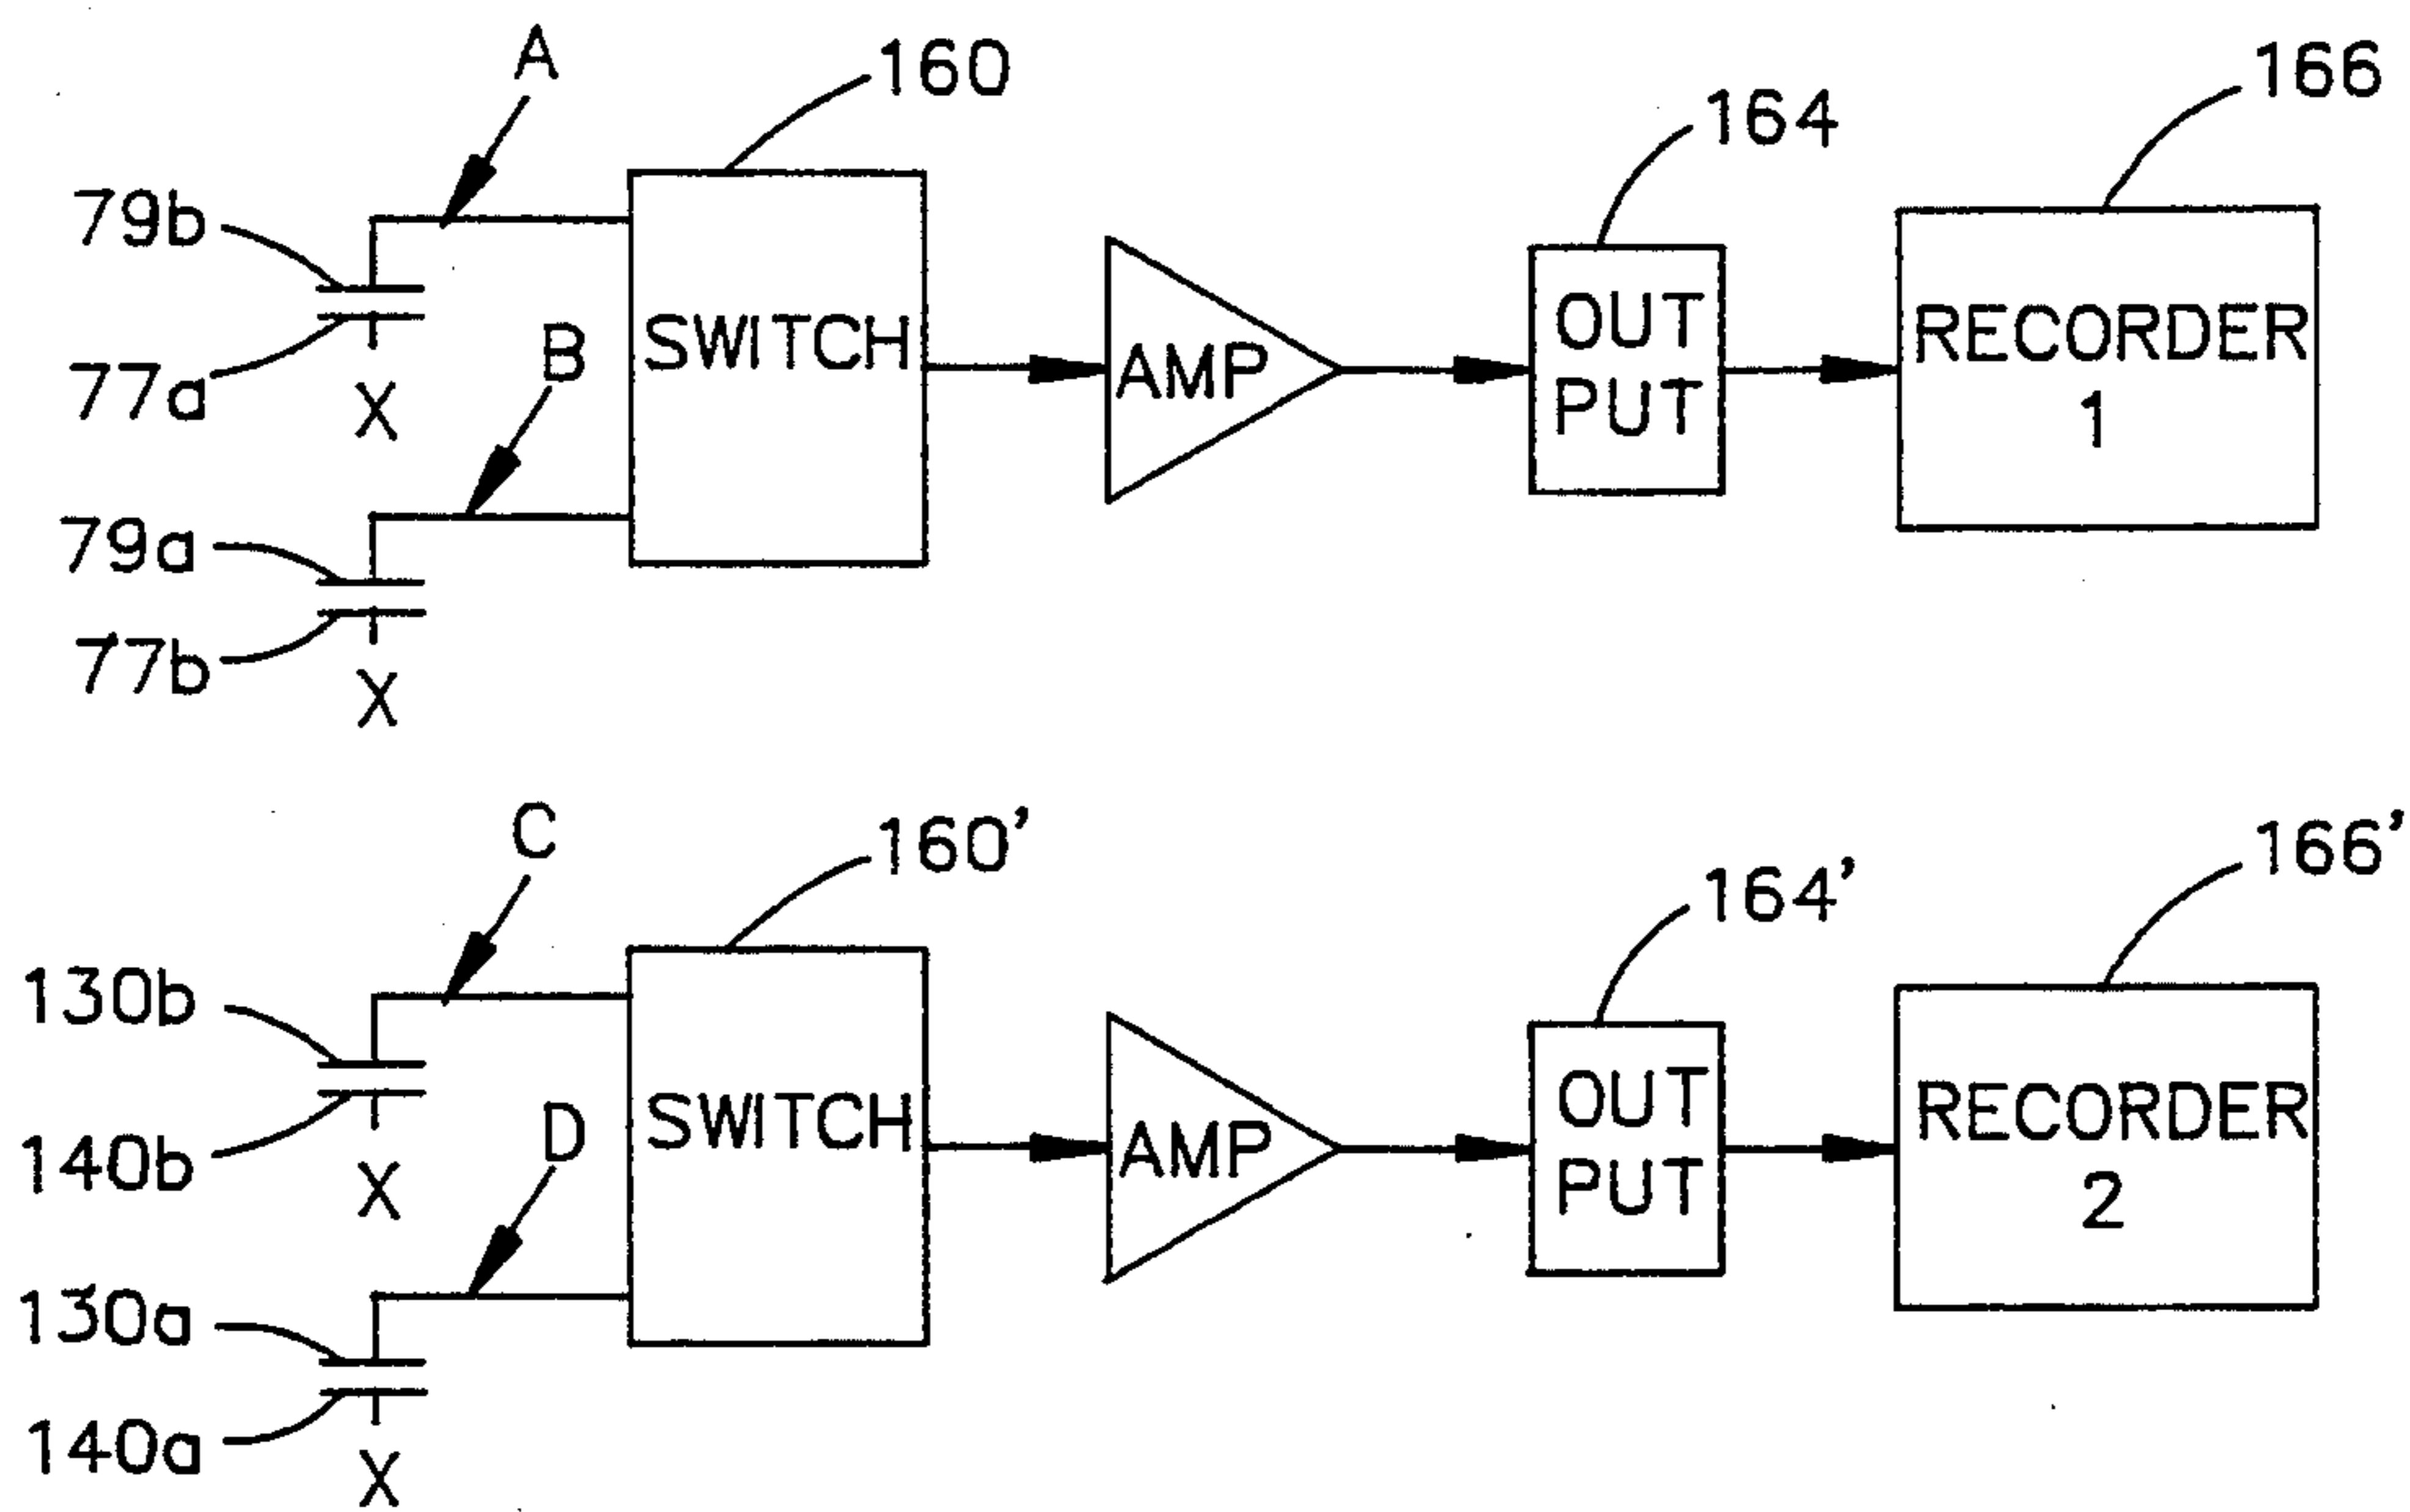 A
160
166
164
79b
77a
X
B
SWITCH
AMP
OUT
PUT
RECORDER
1
79a
77b
X
C
160'
166'
164'
130b
140b
X
D
SWITCH
AMP
OUT
PUT
RECORDER
2
130a
140a
X